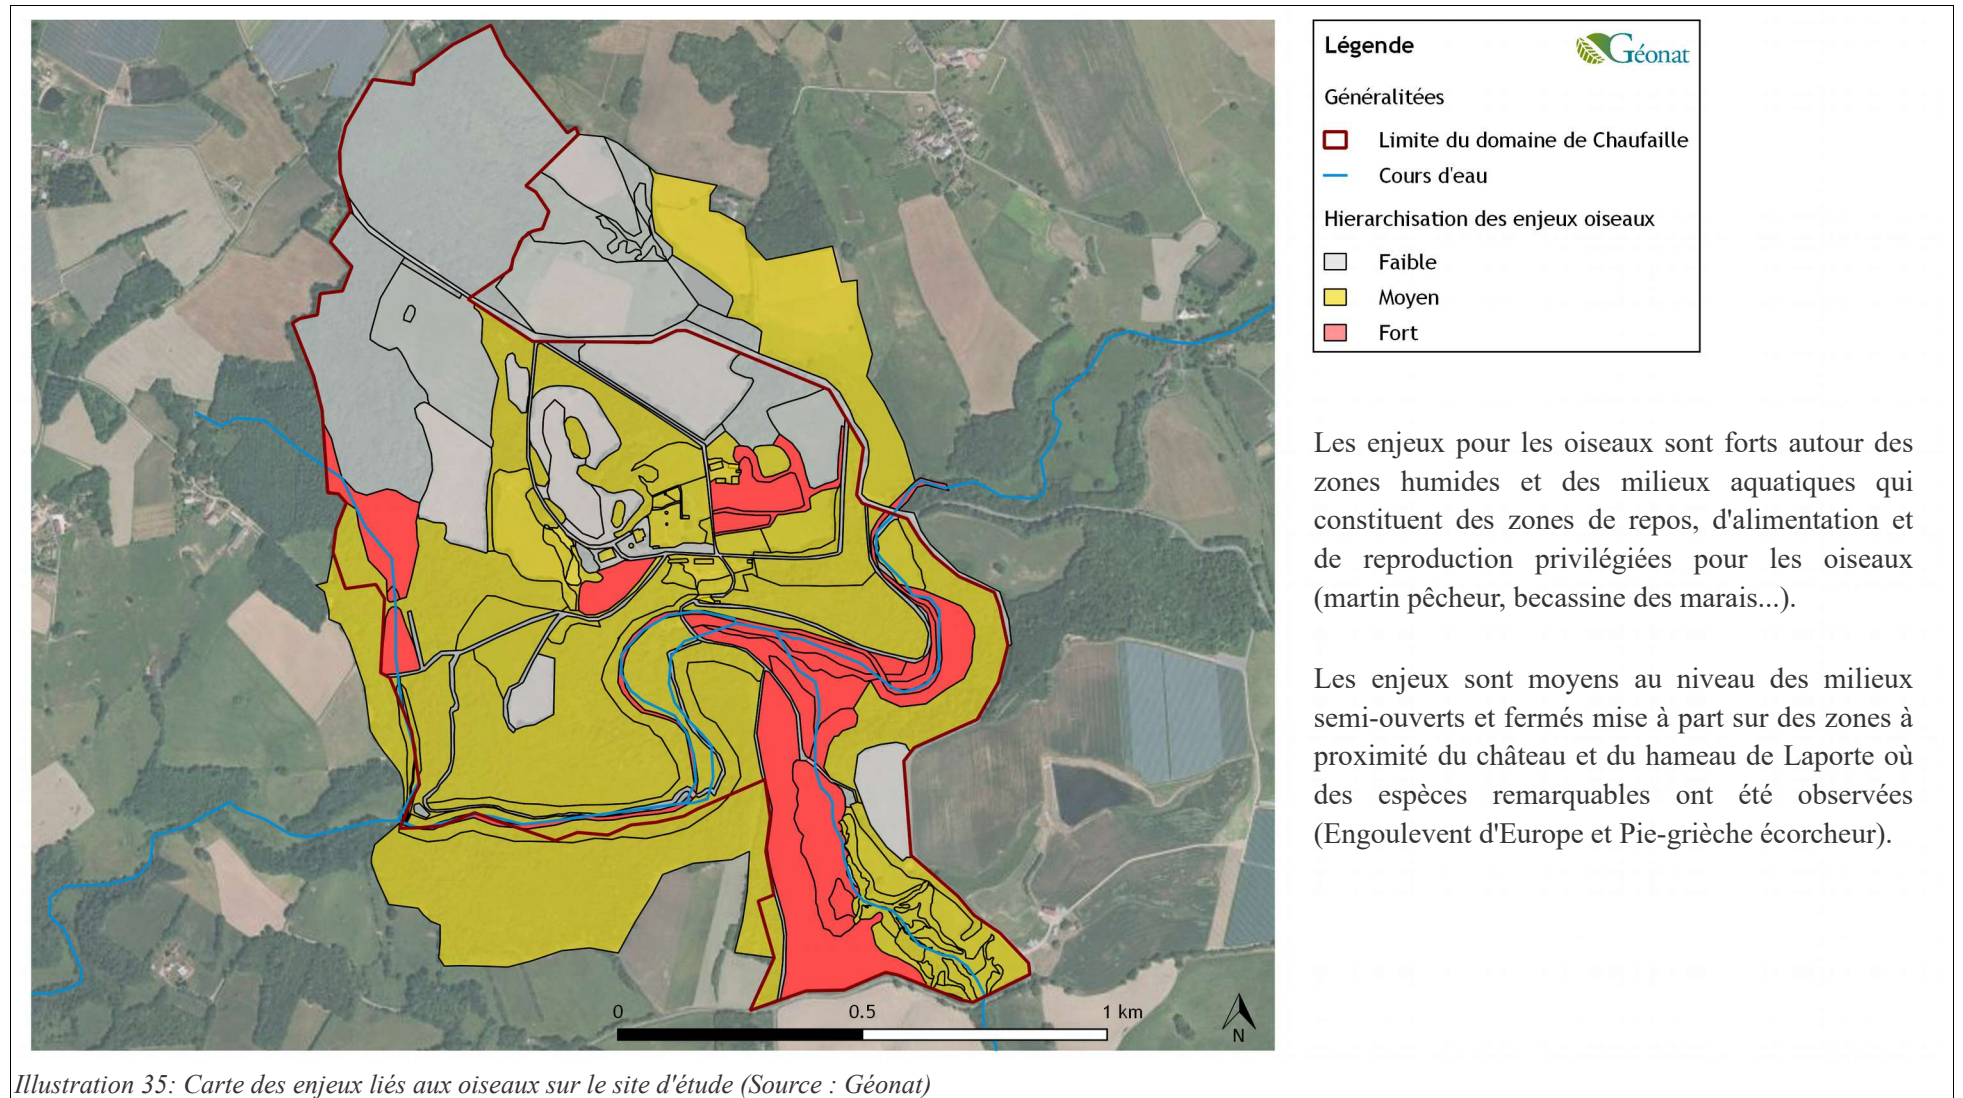 Légende
Géonat
Généralitées
Limite du domaine de Chaufaille
Cours d'eau
Hierarchisation des enjeux oiseaux
Faible
Moyen
Fort
Les enjeux pour les oiseaux sont forts autour des
zones humides et des milieux aquatiques qui
constituent des zones de repos, d'alimentation et
de reproduction privilégiées pour les oiseaux
(martin pêcheur, becassine des marais...).
Les enjeux sont moyens au niveau des milieux
semi-ouverts et fermés mise à part sur des zones à
proximité du château et du hameau de Laporte où
des espèces remarquables ont été observées
(Engoulevent d'Europe et Pie-grièche écorcheur).
0 0.5 1 km
N
Illustration 35: Carte des enjeux liés aux oiseaux sur le site d'étude (Source : Géonat)